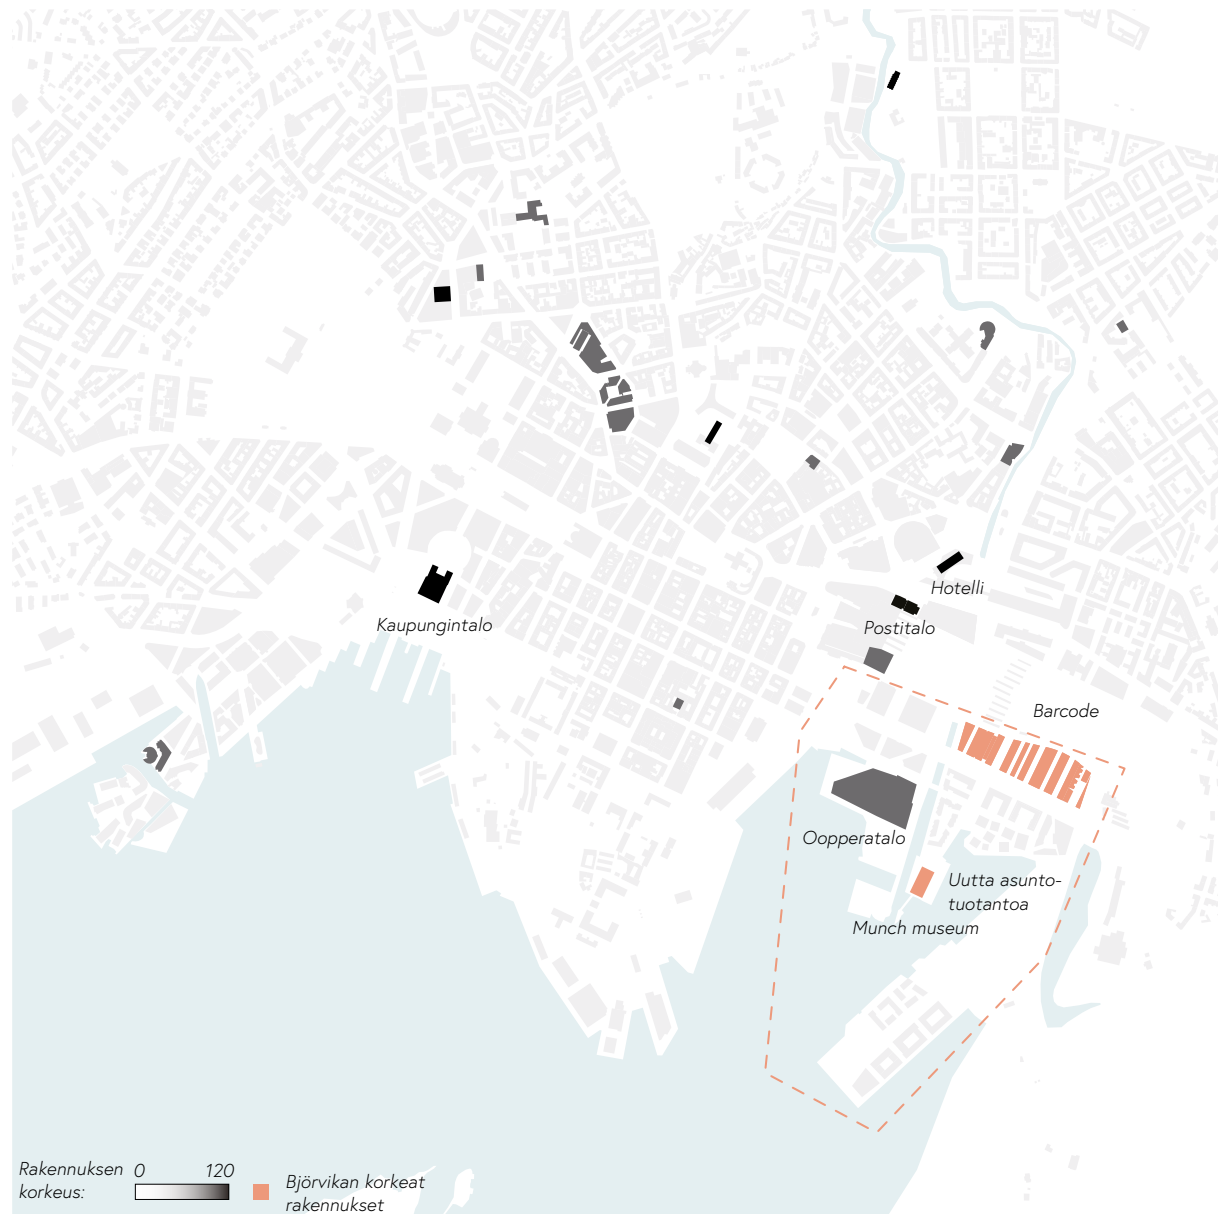 Hotelli
Kaupungintalo
Postitalo
Barcode
Oopperatalo
Uutta asunto-
tuotantoa
Munch museum
Rakennuksen
korkeus:
0
120
Björvikan korkeat
rakennukset